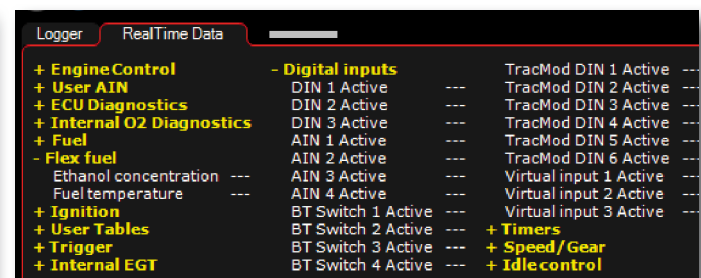 Logger
RealTime Data
+ Engine Control
+ User AIN
+ ECU Diagnostics
+ Internal O2 Diagnostics
+ Fuel
- Flex fuel
Ethanol concentration ---
Fuel temperature ---
+ Ignition
+ User Tables
+ Trigger
+ Internal EGT
- Digital inputs
DIN 1 Active ---
DIN 2 Active ---
DIN 3 Active ---
AIN 1 Active ---
AIN 2 Active ---
AIN 3 Active ---
AIN 4 Active ---
BT Switch 1 Active ---
BT Switch 2 Active ---
BT Switch 3 Active ---
BT Switch 4 Active ---
TracMod DIN 1 Active ---
TracMod DIN 2 Active ---
TracMod DIN 3 Active ---
TracMod DIN 4 Active ---
TracMod DIN 5 Active ---
TracMod DIN 6 Active ---
Virtual input 1 Active ---
Virtual input 2 Active ---
Virtual input 3 Active ---
+ Timers
+ Speed/Gear
+ Idle control